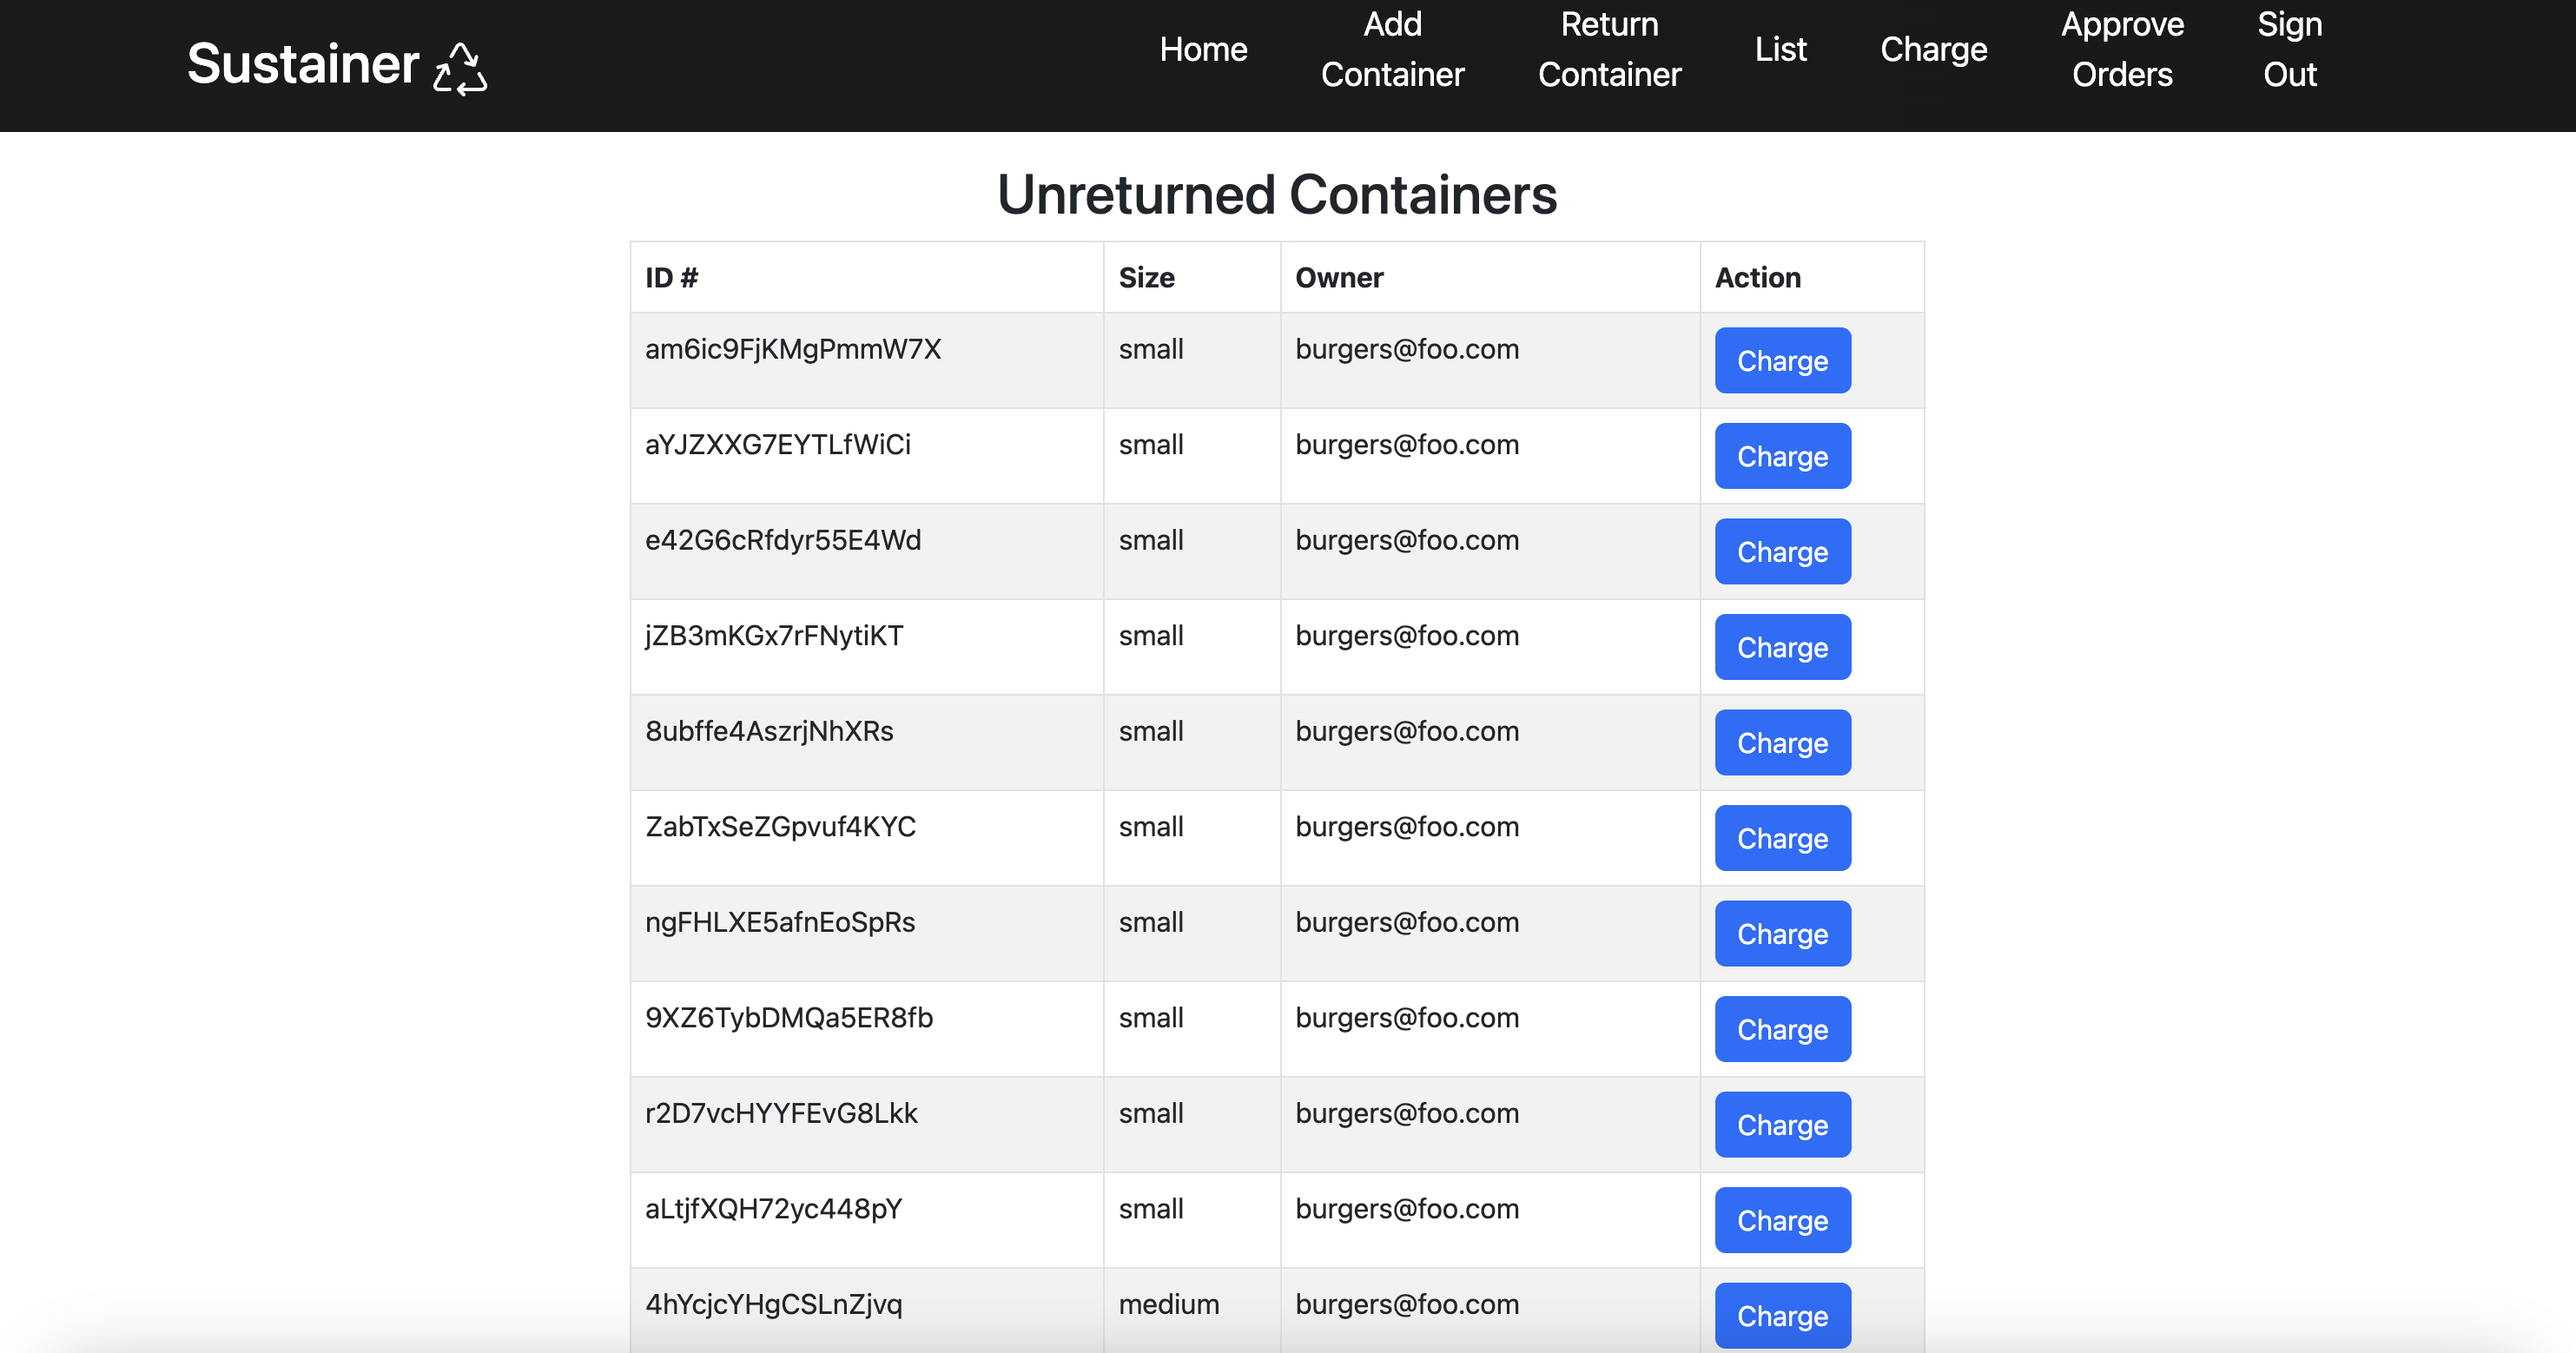 Sustainer
Home
Add Container
Return Container
List
Charge
Approve Orders
Sign Out
Unreturned Containers
ID # Size Owner Action
am6ic9FjKMgPmmW7X small burgers@foo.com Charge
aYJZXXG7EYTLfWiCi small burgers@foo.com Charge
e42G6cRfdyr55E4Wd small burgers@foo.com Charge
jZB3mKGx7rFNytiKT small burgers@foo.com Charge
8ubffe4AszrjNhXRs small burgers@foo.com Charge
ZabTxSeZGpvuf4KYC small burgers@foo.com Charge
ngFHLXE5afnEoSpRs small burgers@foo.com Charge
9XZ6TybDMQa5ER8fb small burgers@foo.com Charge
r2D7vcHYYFEvG8Lkk small burgers@foo.com Charge
aLtjfXQH72yc448pY small burgers@foo.com Charge
4hYcjcYHgCSLnZjvq medium burgers@foo.com Charge